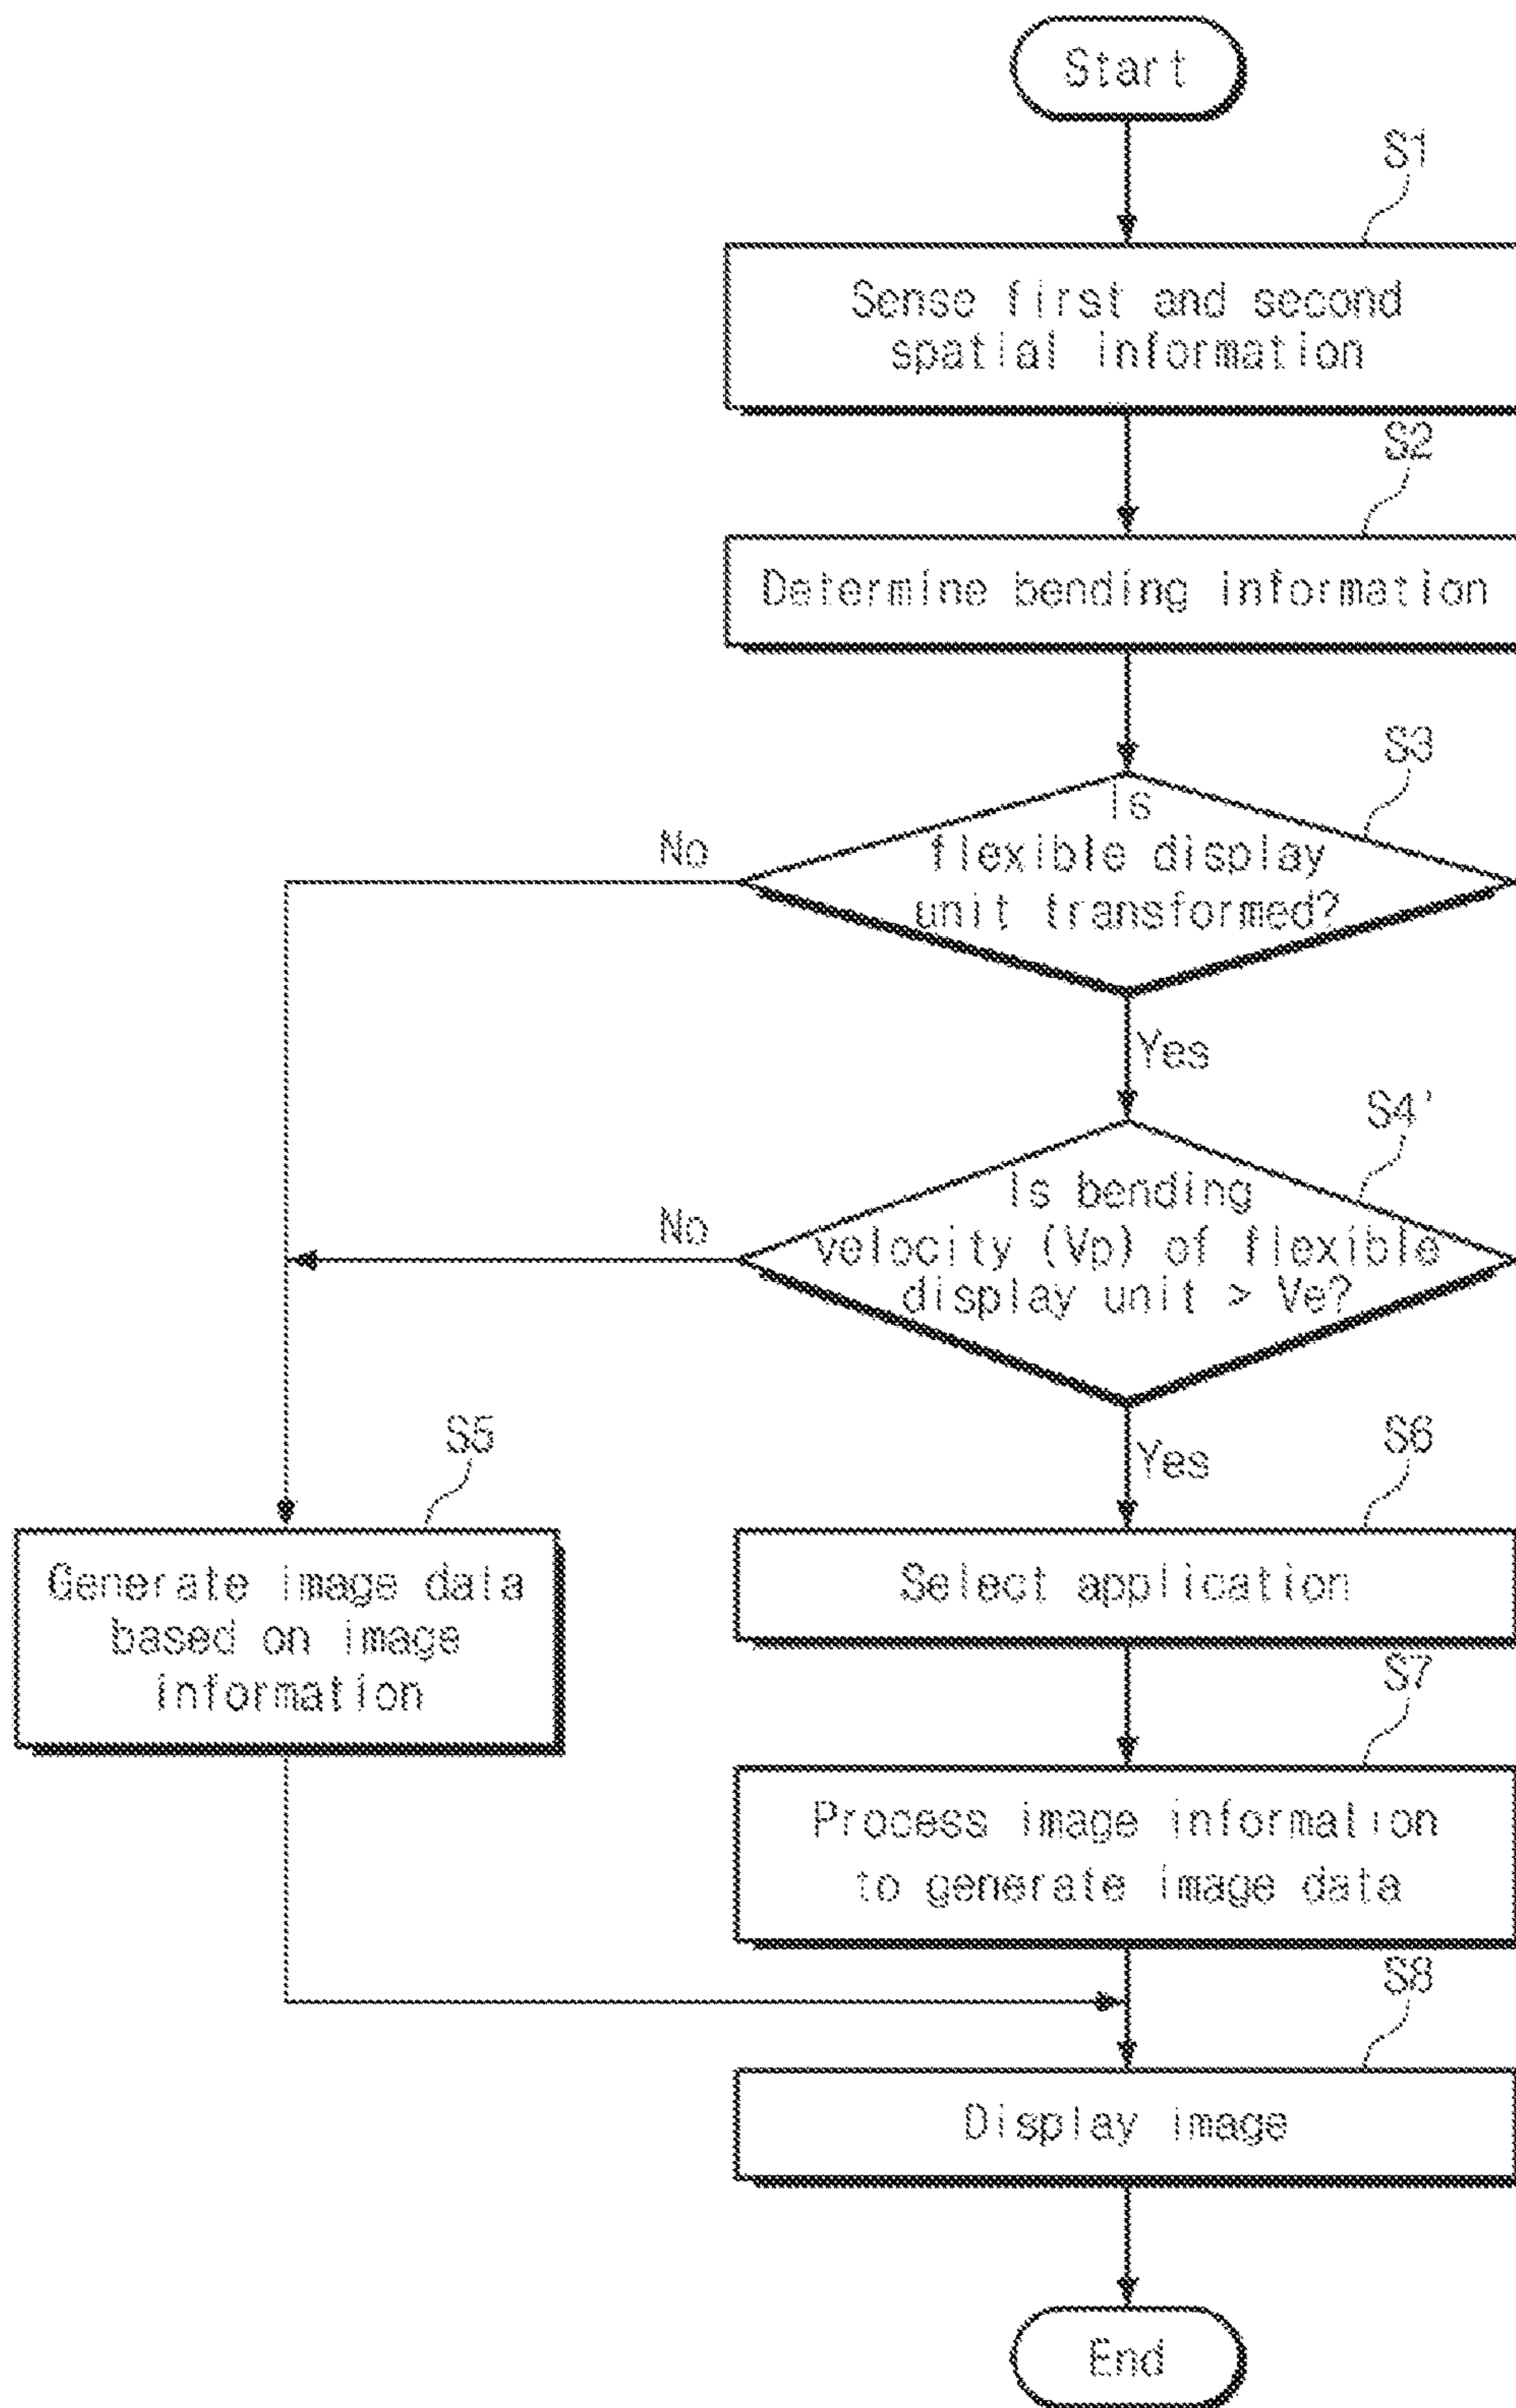 Start
S1
Sense first and second
spatial information
S2
Determine bending information
S3
Is
flexible display
unit transformed?
No
Yes
S4'
Is bending
velocity (Vp) of flexible
display unit > Ve?
No
Yes
S5
Generate image data
based on image
information
S6
Select application
S7
Process image information
to generate image data
S8
Display image
End